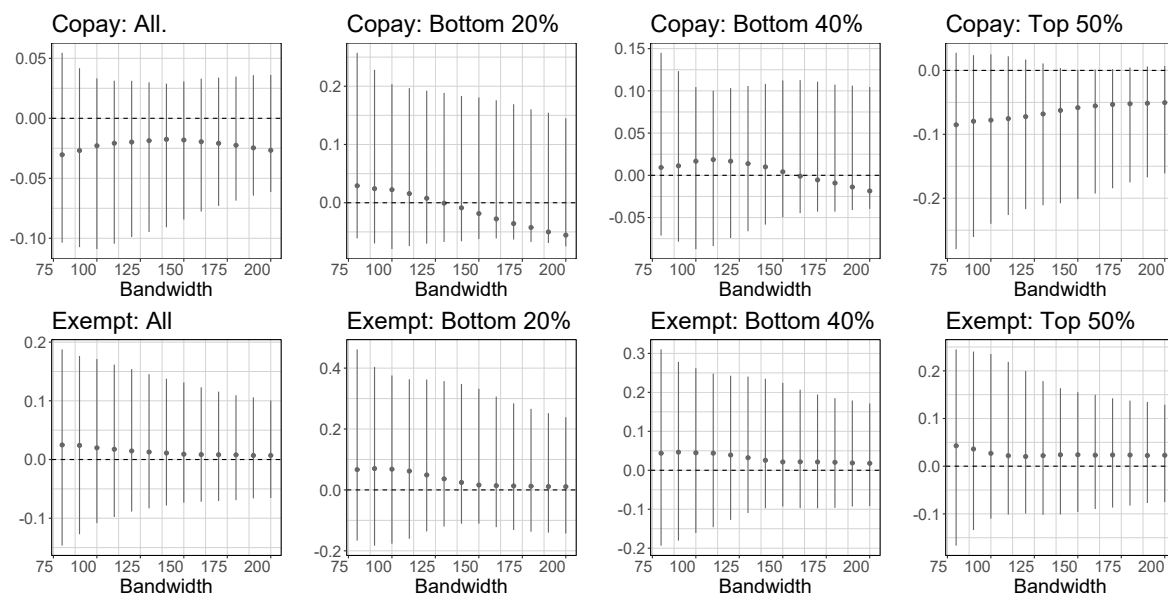 Copay: All.
0.05
0.00
-0.05
-0.10
75 100 125 150 175 200
Bandwidth
Copay: Bottom 20%
0.2
0.0
75 100 125 150 175 200
Bandwidth
Copay: Bottom 40%
0.15
0.10
0.05
0.00
-0.05
75 100 125 150 175 200
Bandwidth
Copay: Top 50%
0.0
-0.1
-0.2
75 100 125 150 175 200
Bandwidth
Exempt: All
0.2
0.1
0.0
-0.1
75 100 125 150 175 200
Bandwidth
Exempt: Bottom 20%
0.4
0.2
0.0
-0.2
75 100 125 150 175 200
Bandwidth
Exempt: Bottom 40%
0.3
0.2
0.1
0.0
-0.1
-0.2
75 100 125 150 175 200
Bandwidth
Exempt: Top 50%
0.2
0.1
0.0
-0.1
75 100 125 150 175 200
Bandwidth